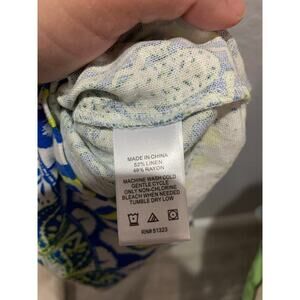 MADE IN CHINA
52% LINEN
48% RAYON
MACHINE WASH COLD
GENTLE CYCLE
ONLY NON-CHLORINE
BLEACH WHEN NEEDED
TUMBLE DRY LOW
RN# 51323